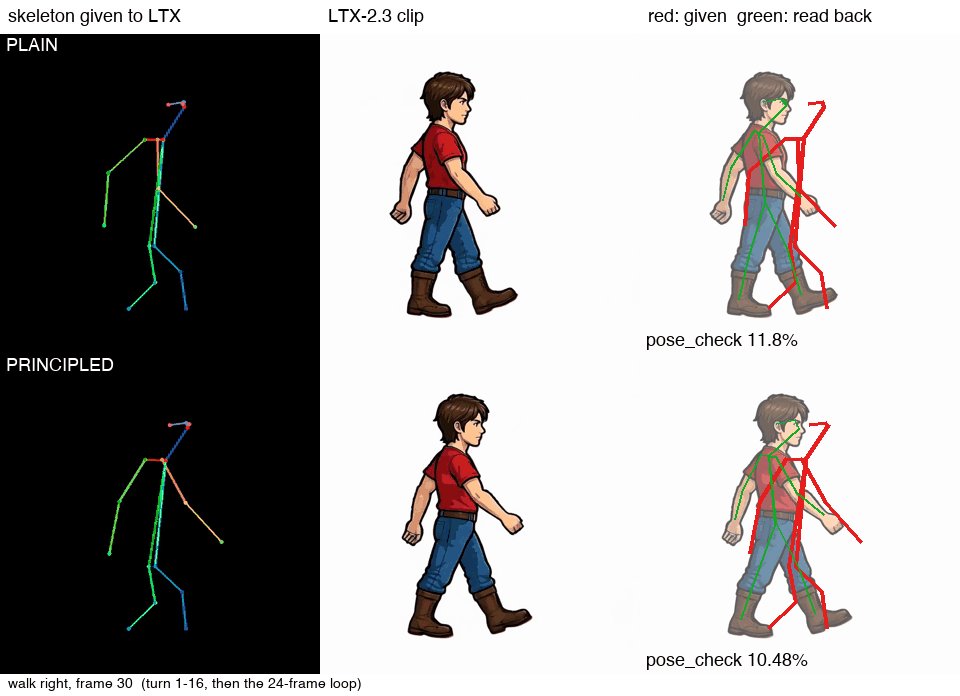 skeleton given to LTX
LTX-2.3 clip
red: given  green: read back
PLAIN
pose_check 11.8%
PRINCIPLED
pose_check 10.48%
walk right, frame 30  (turn 1-16, then the 24-frame loop)